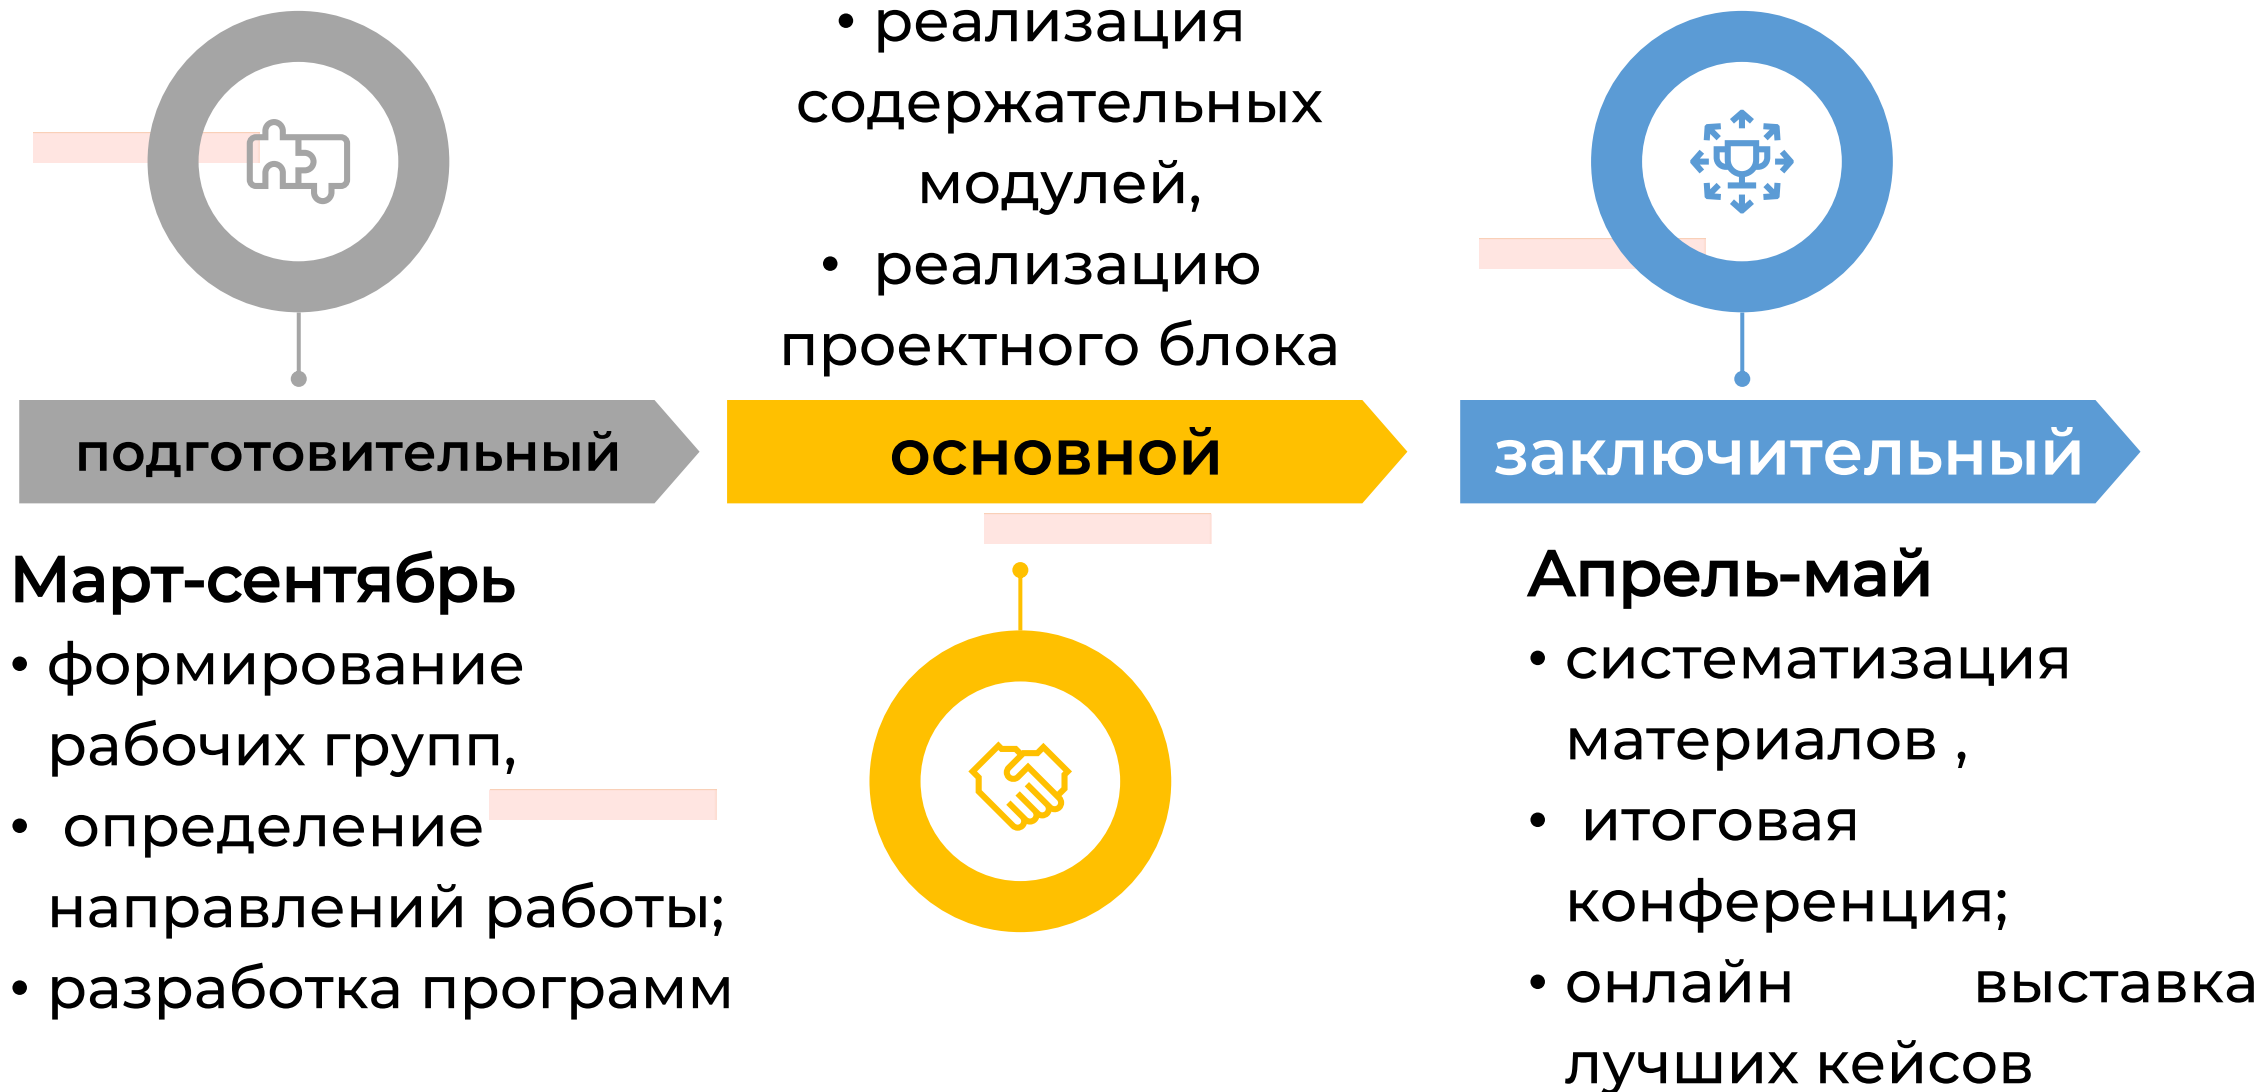 • реализация
содержательных
модулей,
• реализацию
проектного блока
подготовительный
основной
заключительный
Март-сентябрь
• формирование
рабочих групп,
• определение
направлений работы;
• разработка программ
Апрель-май
• систематизация
материалов ,
• итоговая
конференция;
• онлайн выставка
лучших кейсов